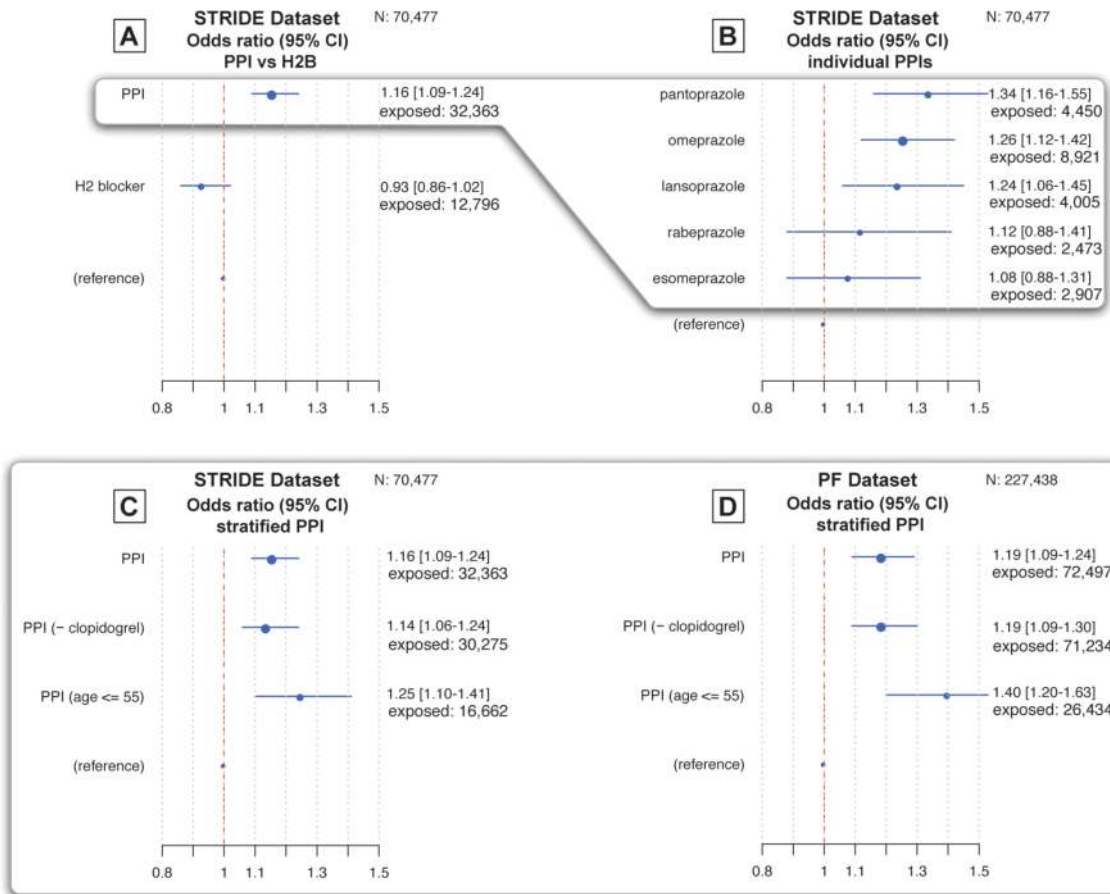 A
STRIDE Dataset
N: 70,477
Odds ratio (95% CI)
PPI vs H2B
PPI
1.16 [1.09-1.24]
exposed: 32,363
H2 blocker
0.93 [0.86-1.02]
exposed: 12,796
(reference)
0.8 1 1.1 1.3 1.5
B
STRIDE Dataset
N: 70,477
Odds ratio (95% CI)
individual PPIs
pantoprazole
1.34 [1.16-1.55]
exposed: 4,450
omeprazole
1.26 [1.12-1.42]
exposed: 8,921
lansoprazole
1.24 [1.06-1.45]
exposed: 4,005
rabeprazole
1.12 [0.88-1.41]
exposed: 2,473
esomeprazole
1.08 [0.88-1.31]
exposed: 2,907
(reference)
0.8 1 1.1 1.3 1.5
C
STRIDE Dataset
N: 70,477
Odds ratio (95% CI)
stratified PPI
PPI
1.16 [1.09-1.24]
exposed: 32,363
PPI (− clopidogrel)
1.14 [1.06-1.24]
exposed: 30,275
PPI (age <= 55)
1.25 [1.10-1.41]
exposed: 16,662
(reference)
0.8 1 1.1 1.3 1.5
D
PF Dataset
N: 227,438
Odds ratio (95% CI)
stratified PPI
PPI
1.19 [1.09-1.24]
exposed: 72,497
PPI (− clopidogrel)
1.19 [1.09-1.30]
exposed: 71,234
PPI (age <= 55)
1.40 [1.20-1.63]
exposed: 26,434
(reference)
0.8 1 1.1 1.3 1.5